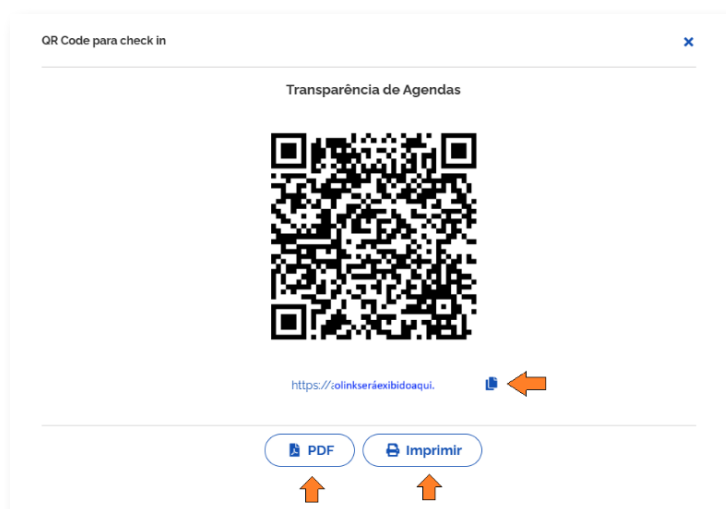 QR Code para check in
Transparência de Agendas
https://:olinkseráexibidoaqui.
PDF
Imprimir